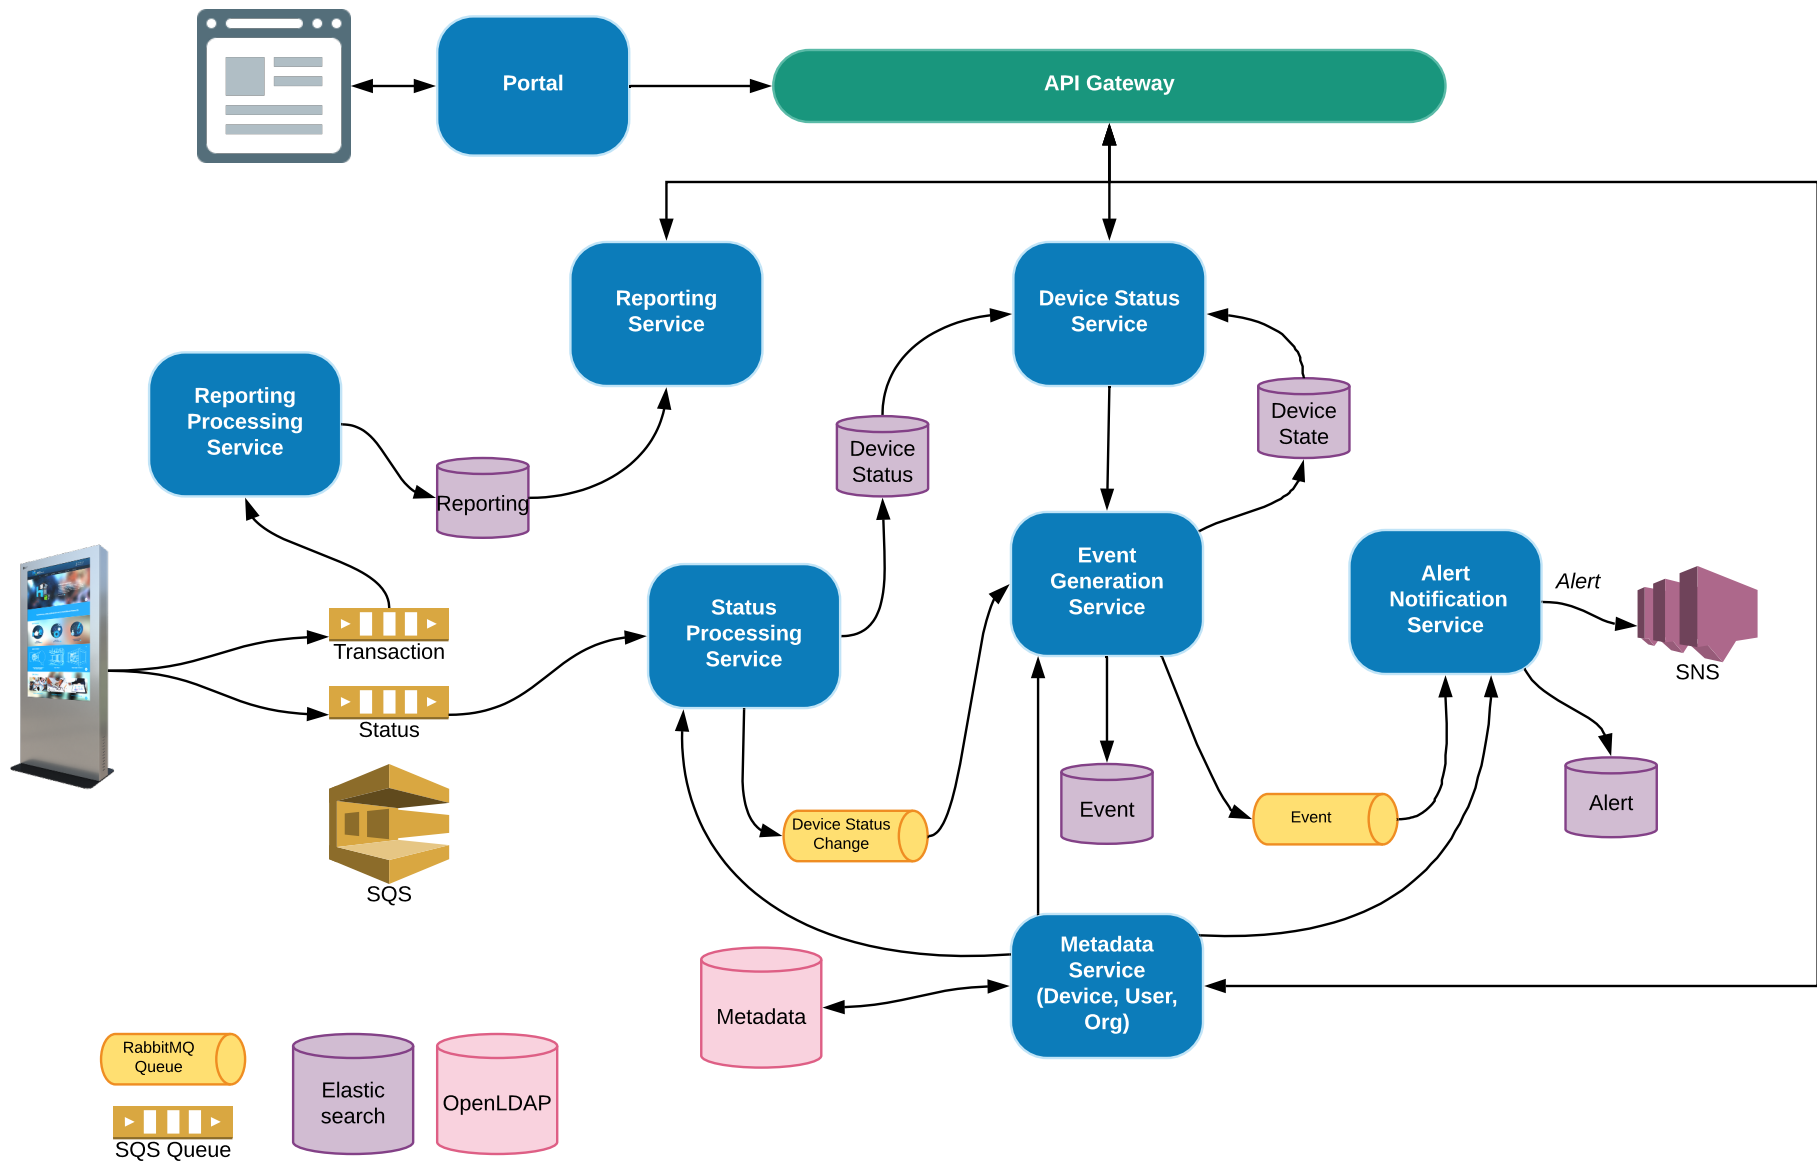 Portal
API Gateway
Reporting
Service
Device Status
Service
Reporting
Processing
Service
Device
State
Device
Status
Reporting
Event
Generation
Service
Alert
Notification
Service
Alert
SNS
Status
Processing
Service
Transaction
Status
SQS
Device Status
Change
Event
Event
Alert
Metadata
Service
(Device, User,
Org)
Metadata
RabbitMQ
Queue
SQS Queue
Elastic
search
OpenLDAP